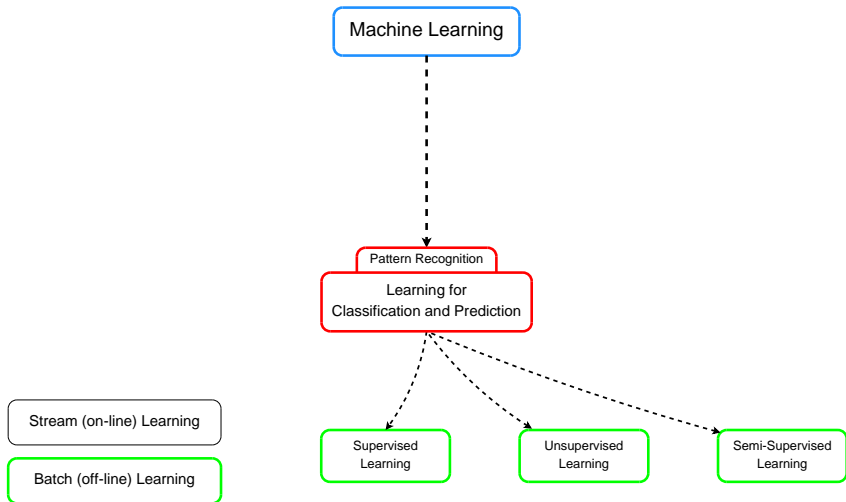 Machine Learning
Pattern Recognition
Learning for
Classification and Prediction
Stream (on-line) Learning
Batch (off-line) Learning
Supervised
Learning
Unsupervised
Learning
Semi-Supervised
Learning